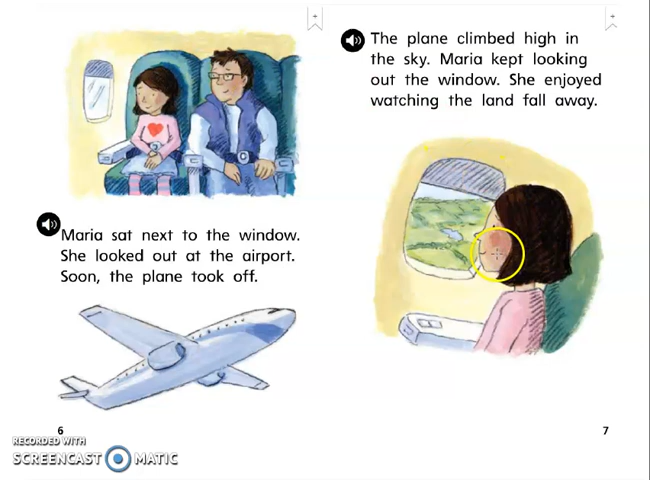 Maria sat next to the window.
She looked out at the airport.
Soon, the plane took off.
6
The plane climbed high in
the sky. Maria kept looking
out the window. She enjoyed
watching the land fall away.
7
RECORDED WITH
SCREENCAST MATIC